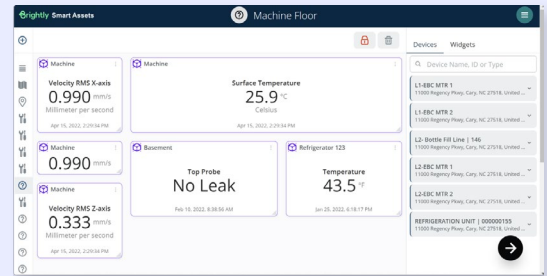 Brightly Smart Assets
Machine Floor
Machine
Velocity RMS X-axis
0.990 mm/s
Millimeter per second
Apr 15, 2022, 2:29:34 PM
Machine
Surface Temperature
25.9 °C
Celsius
Apr 15, 2022, 2:29:34 PM
Machine
0.990 mm/s
Machine
Velocity RMS Z-axis
0.333 mm/s
Millimeter per second
Apr 15, 2022, 2:29:34 PM
Basement
Top Probe
No Leak
Feb 19, 2022, 8:38:56 AM
Refrigerator 123
Temperature
43.5 °F
Jan 25, 2022, 6:18:17 PM
Devices Widgets
Device Name, ID or Type
L1-EBC MTR 1
11000 Regency Pkwy, Cary, NC 27518, United ...
L1-EBC MTR 2
11000 Regency Pkwy, Cary, NC 27518, United ...
L2- Bottle Fill Line | 146
11000 Regency Pkwy, Cary, NC 27518, United ...
L2-EBC MTR 1
11000 Regency Pkwy, Cary, NC 27518, United ...
L2-EBC MTR 2
11000 Regency Pkwy, Cary, NC 27518, United ...
REFRIGERATION UNIT | 000000155
11000 Regency Pkwy, Cary, NC 27518, United ...